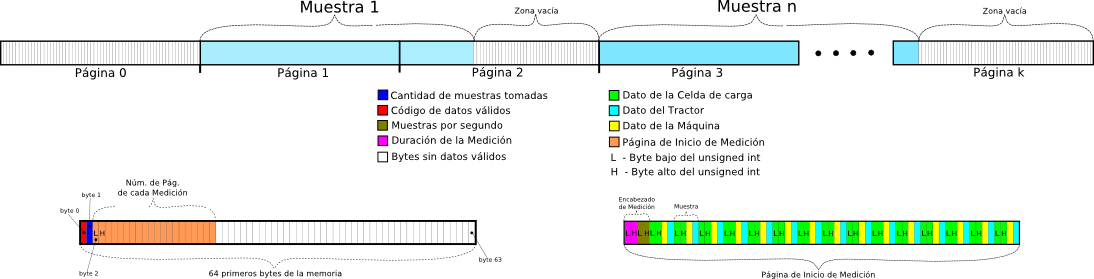 Muestra 1
Zona vacía
Muestra n
Zona vacía
Página 0
Página 1
Página 2
Página 3
Página k
Cantidad de muestras tomadas
Código de datos válidos
Muestras por segundo
Duración de la Medición
Bytes sin datos válidos
Dato de la Celda de carga
Dato del Tractor
Dato de la Máquina
Página de Inicio de Medición
L - Byte bajo del unsigned int
H - Byte alto del unsigned int
Núm. de Pág.
de cada Medición
byte 1
byte 0
L H
byte 2
byte 63
64 primeros bytes de la memoria
Encabezado
de Medición
Muestra
L H L H L H L H L H L H L H L H L H L H L H L H L H L H L H L H
Página de Inicio de Medición